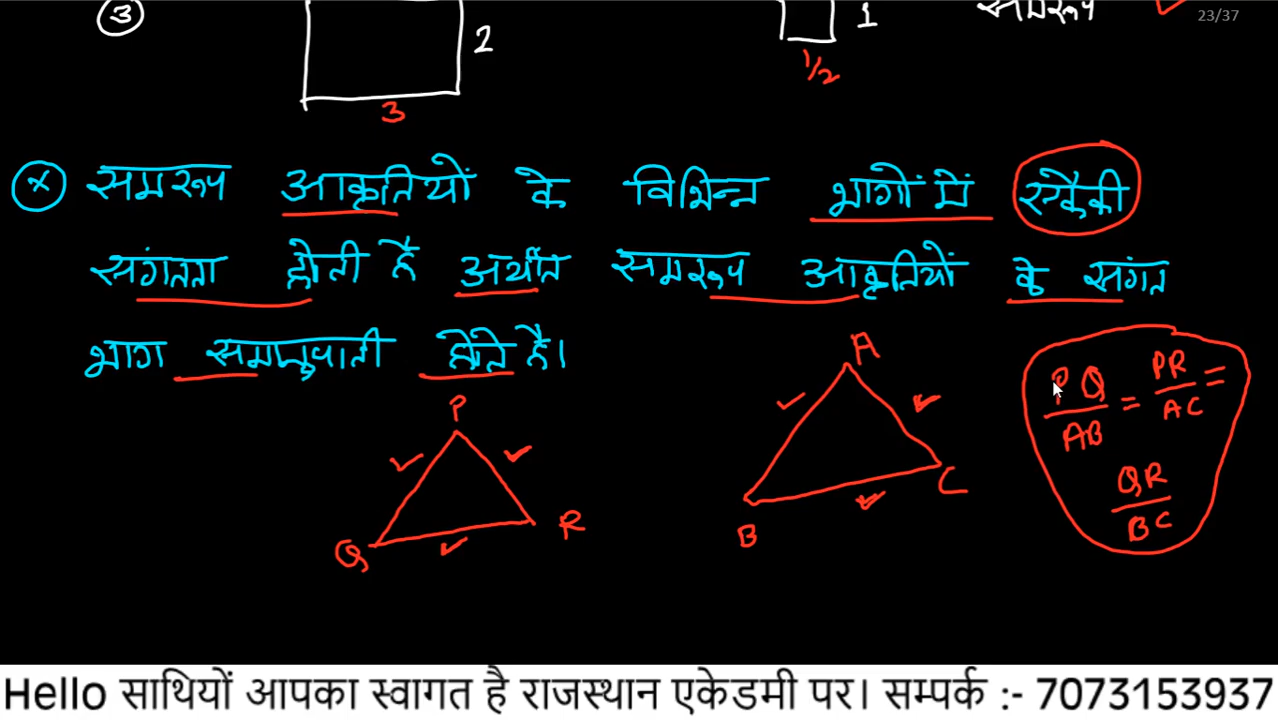 ③ 2 1 समरूप 23/37
3 1/2
समरूप आकृतियों के विभिन्न भागों में एकैकी
संगतता होती है अर्थात समरूप आकृतियों के संगत
भाग समानुपाती होते है।
P
Q R
A
B C
PQ/AB = PR/AC =
QR/BC
Hello साथियों आपका स्वागत है राजस्थान एकेडमी पर। सम्पर्क :- 7073153937